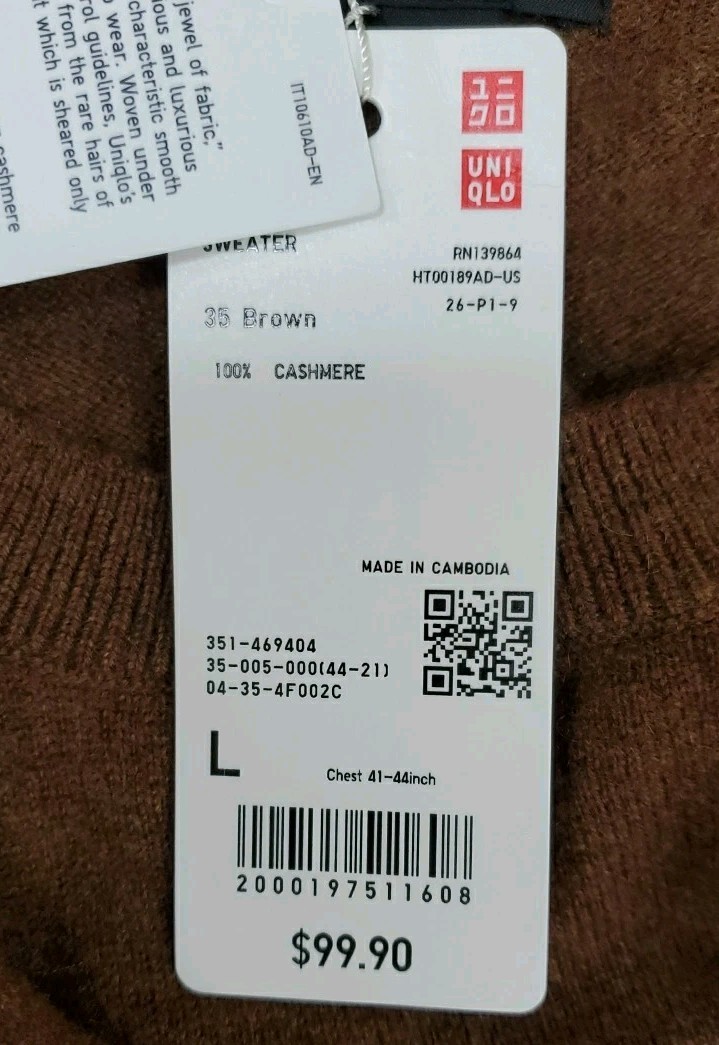 jewel of fabric,"
and luxurious
characteristic smooth
wear. Woven under
guidelines, Uniqlo's
from the rare hairs of
which is sheared only
cashmere
IT10610AD-EN
ユニ
クロ
UNI
QLO
SWEATER
RN139864
HT00189AD-US
26-P1-9
35 Brown
100% CASHMERE
MADE IN CAMBODIA
351-469404
35-005-000(44-21)
04-35-4F002C
L
Chest 41-44inch
2000197511608
$99.90